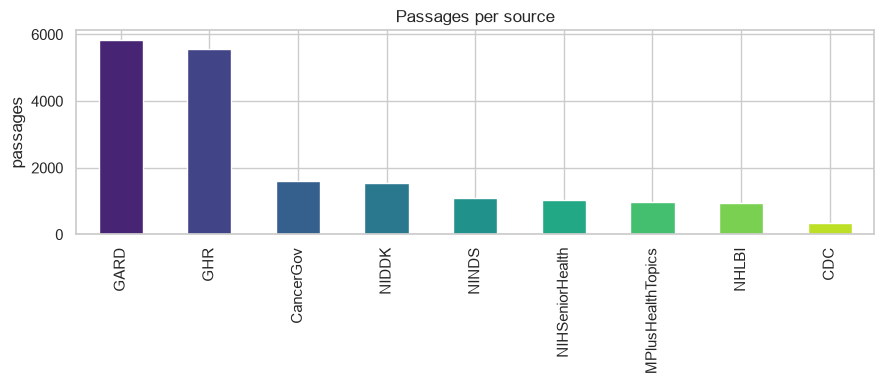 Passages per source
passages
6000
4000
2000
0
GARD
GHR
CancerGov
NIDDK
NINDS
NIHSeniorHealth
MPlusHealthTopics
NHLBI
CDC